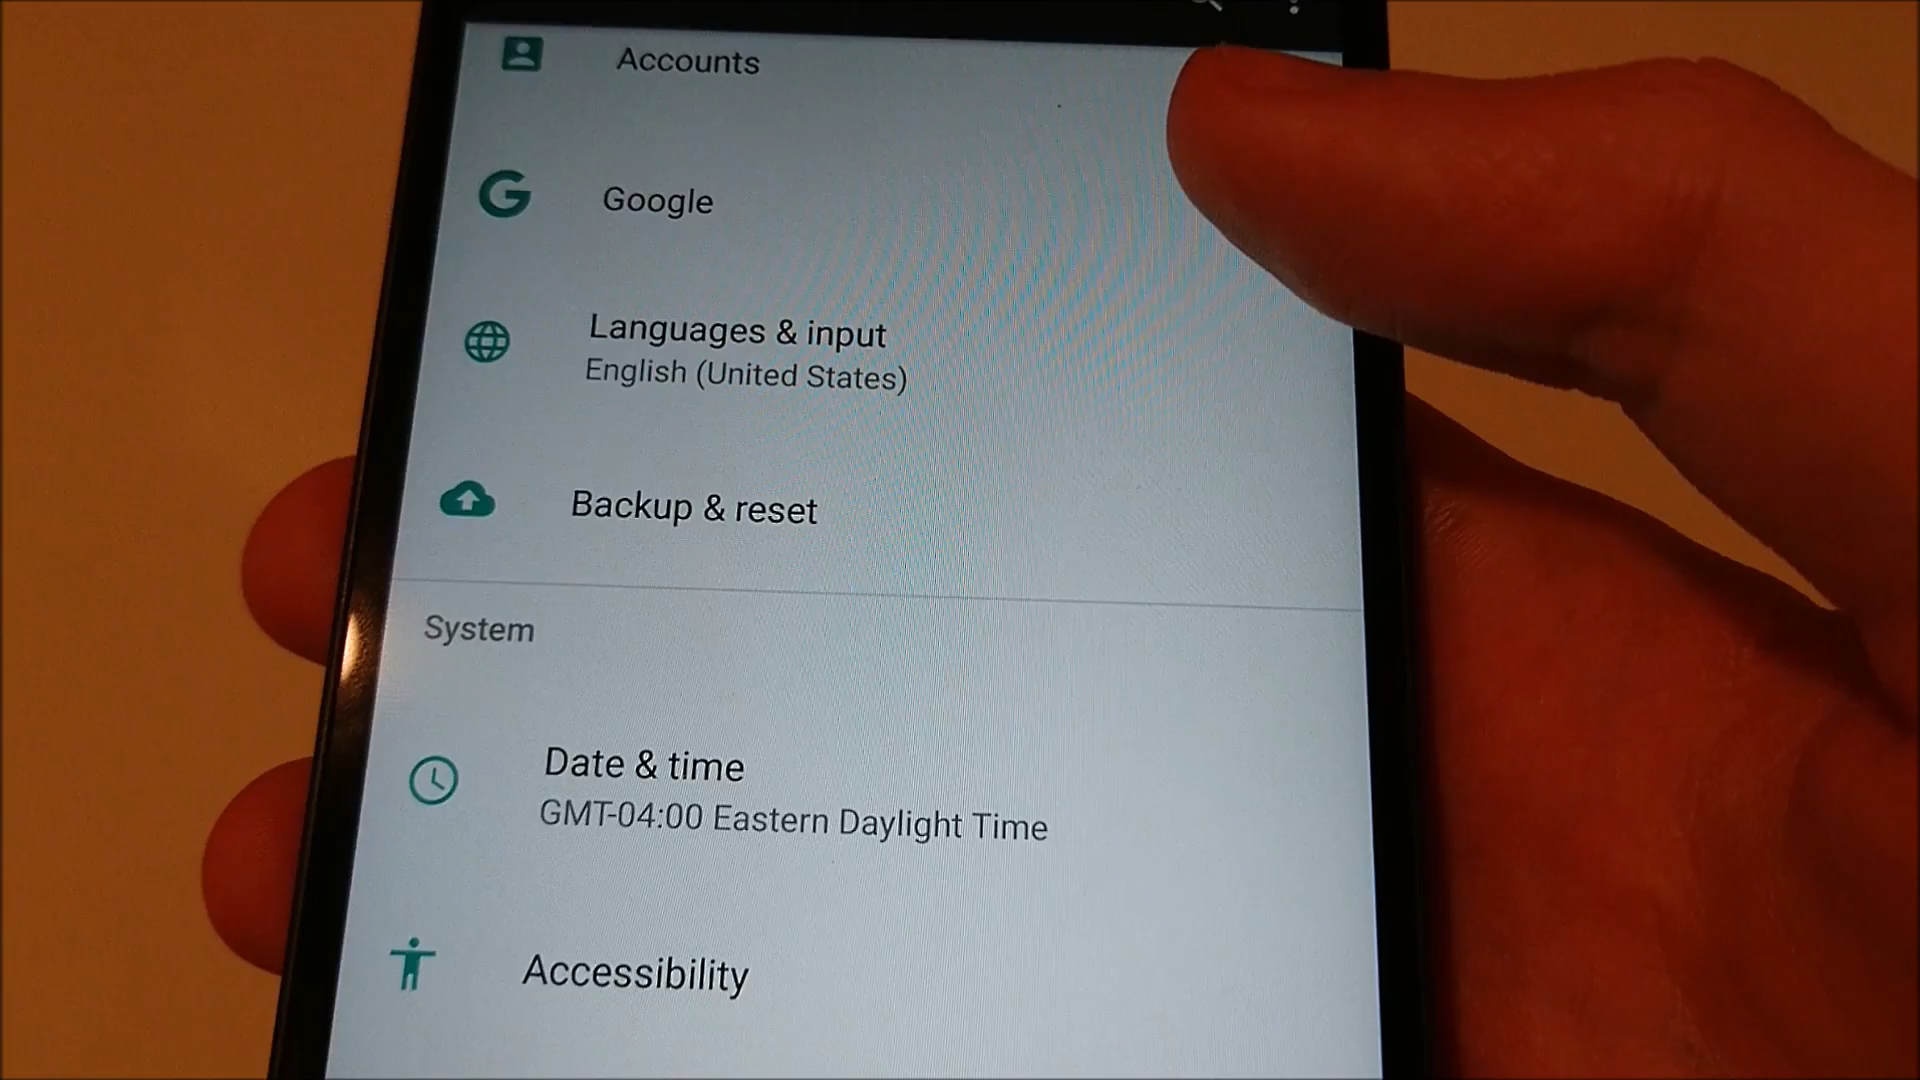 Accounts
Google
Languages & input
English (United States)
Backup & reset
System
Date & time
GMT-04:00 Eastern Daylight Time
Accessibility